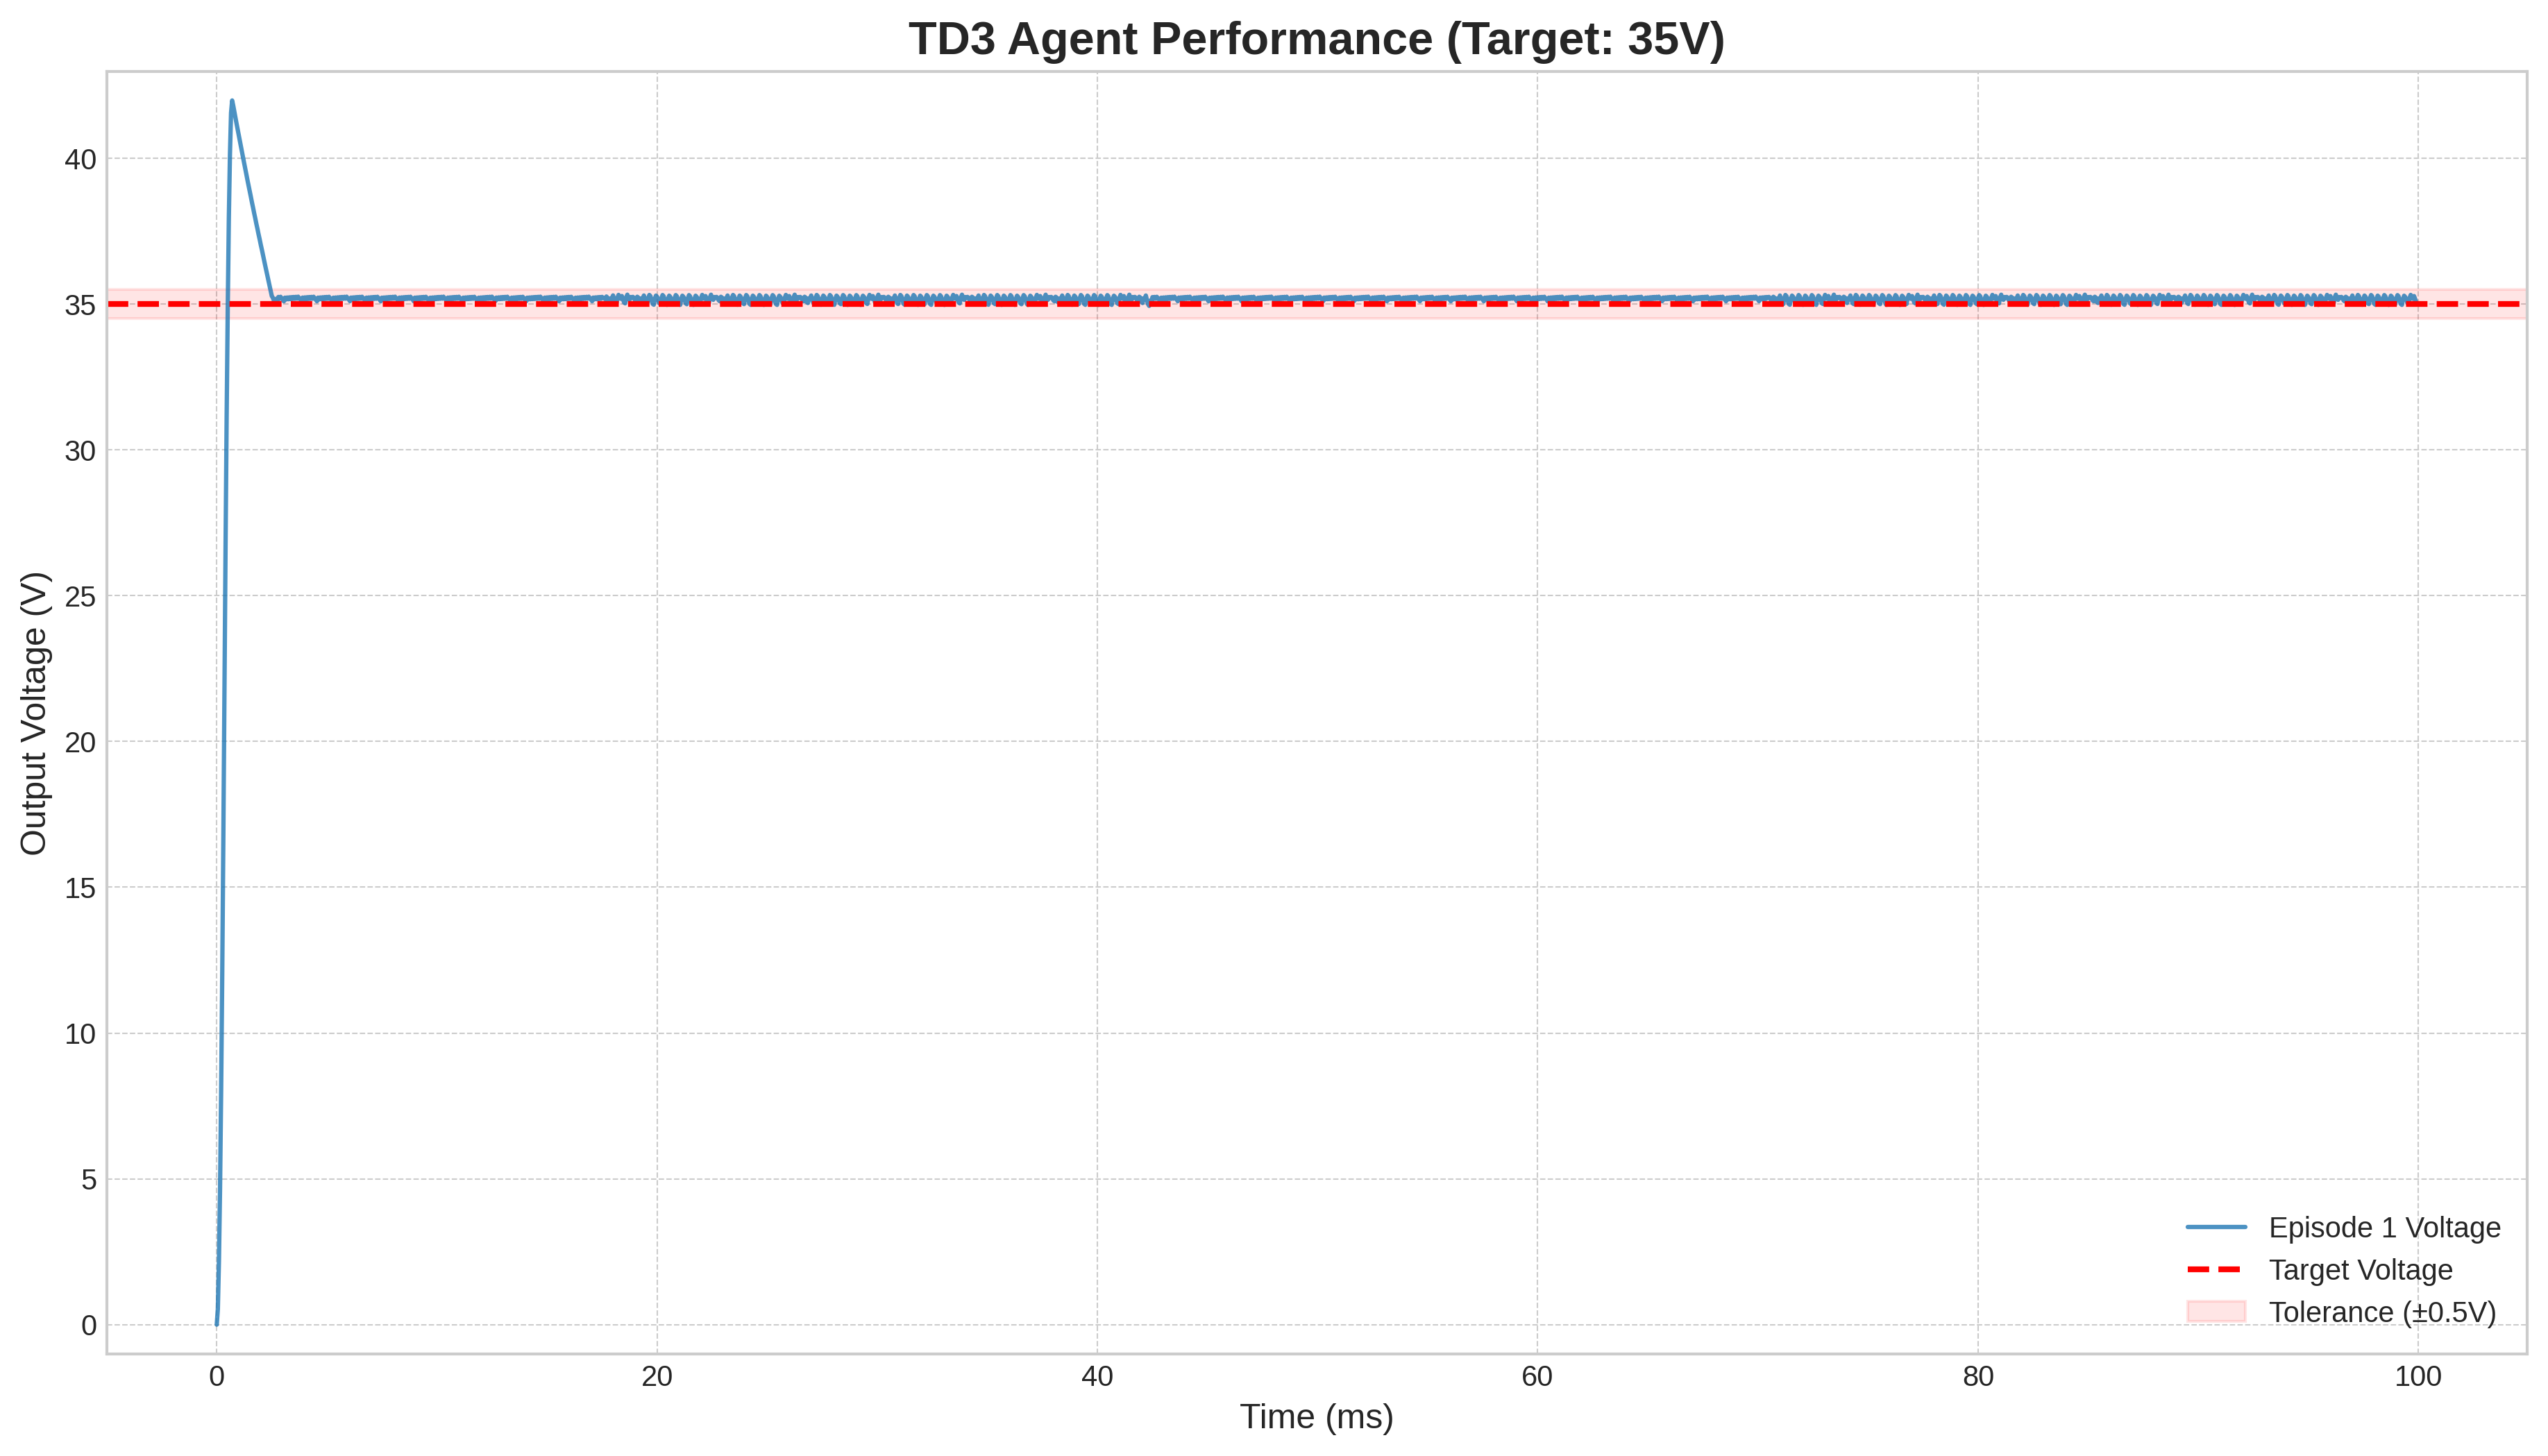 TD3 Agent Performance (Target: 35V)
Output Voltage (V)
40
35
30
25
20
15
10
5
0
0 20 40 60 80 100
Time (ms)
Episode 1 Voltage
Target Voltage
Tolerance (±0.5V)